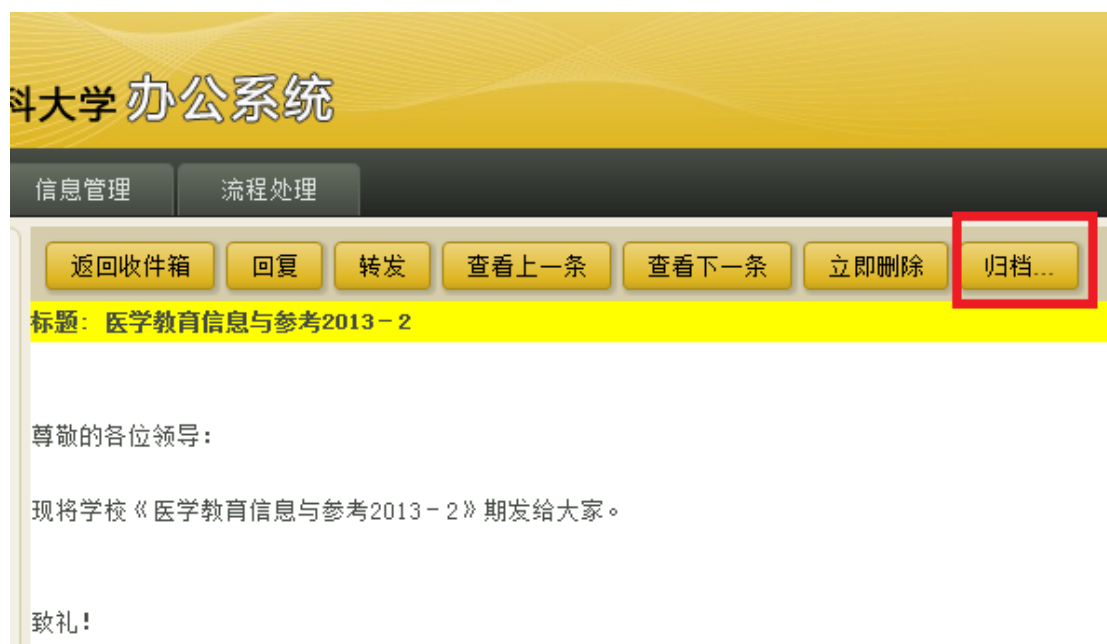 科大学 办公系统
信息管理 流程处理
返回收件箱 回复 转发 查看上一条 查看下一条 立即删除 归档...
标题: 医学教育信息与参考2013-2
尊敬的各位领导:
现将学校《医学教育信息与参考2013-2》期发给大家。
致礼!